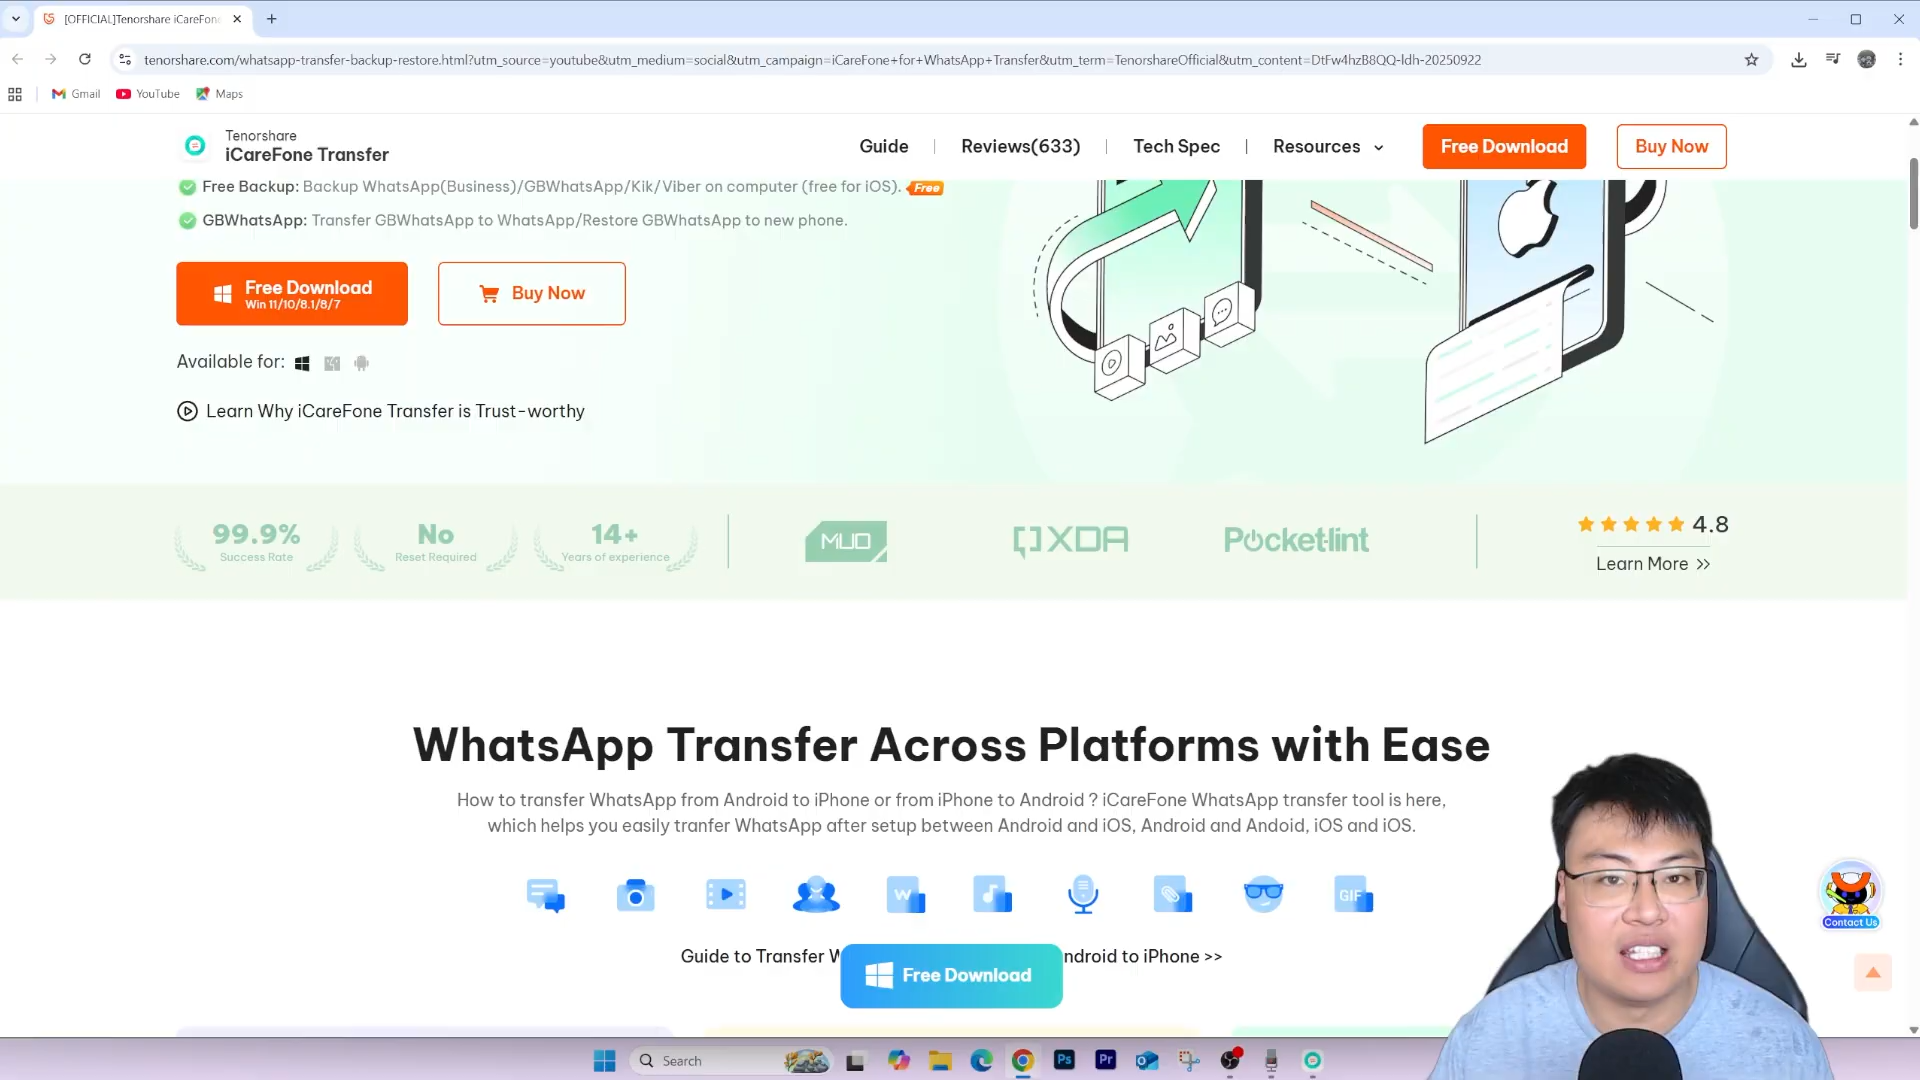 [OFFICIAL]Tenorshare iCareFon
tenorshare.com/whatsapp-transfer-backup-restore.html?utm_source=youtube&utm_medium=social&utm_campaign=iCareFone+for+WhatsApp+Transfer&utm_term=TenorshareOfficial&utm_content=DtFw4hzB8QQ-ldh-20250922
Gmail YouTube Maps
Tenorshare
iCareFone Transfer
Guide Reviews(633) Tech Spec Resources Free Download Buy Now
Free Backup: Backup WhatsApp(Business)/GBWhatsApp/Kik/Viber on computer (free for iOS). Free
GBWhatsApp: Transfer GBWhatsApp to WhatsApp/Restore GBWhatsApp to new phone.
Free Download
Win 11/10/8.1/8/7
Buy Now
Available for:
Learn Why iCareFone Transfer is Trust-worthy
99.9%
Success Rate
No
Reset Required
14+
Years of experience
MUO
XDA
Pocket-lint
4.8
Learn More >>
WhatsApp Transfer Across Platforms with Ease
How to transfer WhatsApp from Android to iPhone or from iPhone to Android ? iCareFone WhatsApp transfer tool is here,
which helps you easily tranfer WhatsApp after setup between Android and iOS, Android and Andoid, iOS and iOS.
W
GIF
Guide to Transfer W
ndroid to iPhone >>
Free Download
Contact Us
Search
Ps
Pr